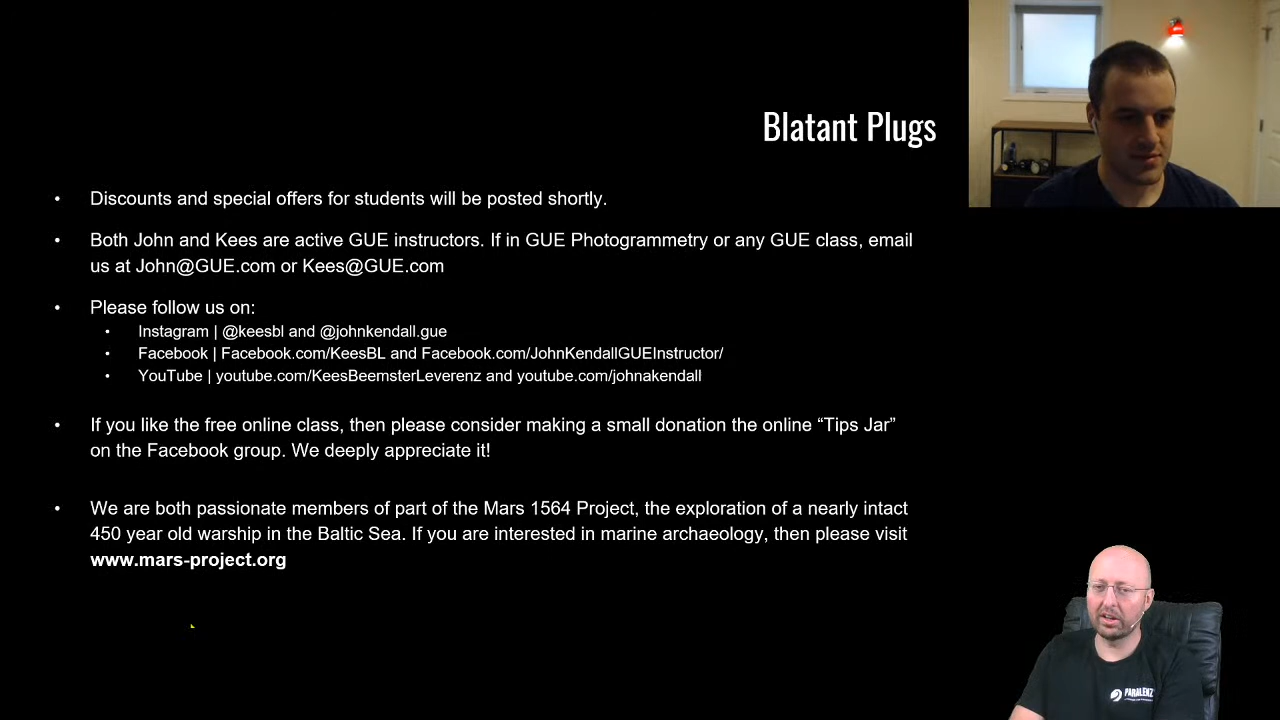 Blatant Plugs
• Discounts and special offers for students will be posted shortly.
• Both John and Kees are active GUE instructors. If in GUE Photogrammetry or any GUE class, email
us at John@GUE.com or Kees@GUE.com
• Please follow us on:
• Instagram | @keesbl and @johnkendall.gue
• Facebook | Facebook.com/KeesBL and Facebook.com/JohnKendallGUEInstructor/
• YouTube | youtube.com/KeesBeemsterLeverenz and youtube.com/johnakendall
• If you like the free online class, then please consider making a small donation the online “Tips Jar”
on the Facebook group. We deeply appreciate it!
• We are both passionate members of part of the Mars 1564 Project, the exploration of a nearly intact
450 year old warship in the Baltic Sea. If you are interested in marine archaeology, then please visit
www.mars-project.org
PARALENZ